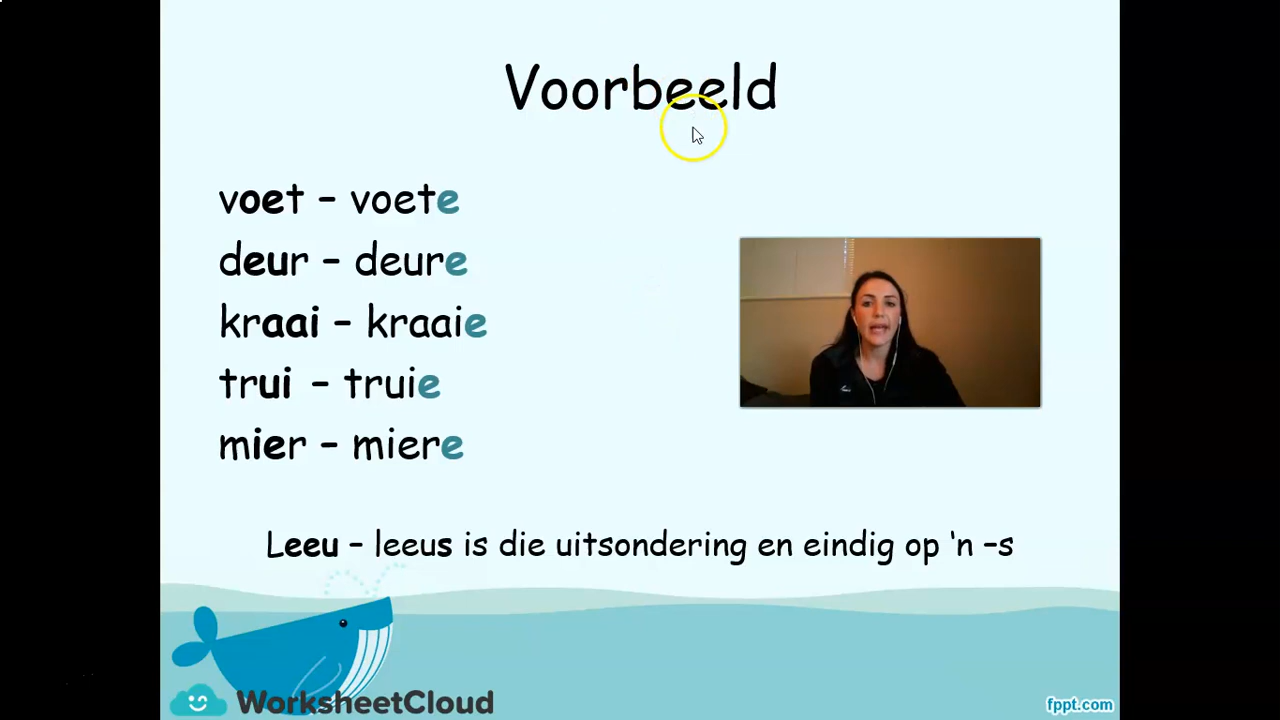 Voorbeeld
voet – voete
deur – deure
kraai – kraaie
trui – truie
mier – miere
Leeu – leeus is die uitsondering en eindig op 'n –s
WorksheetCloud
fppt.com